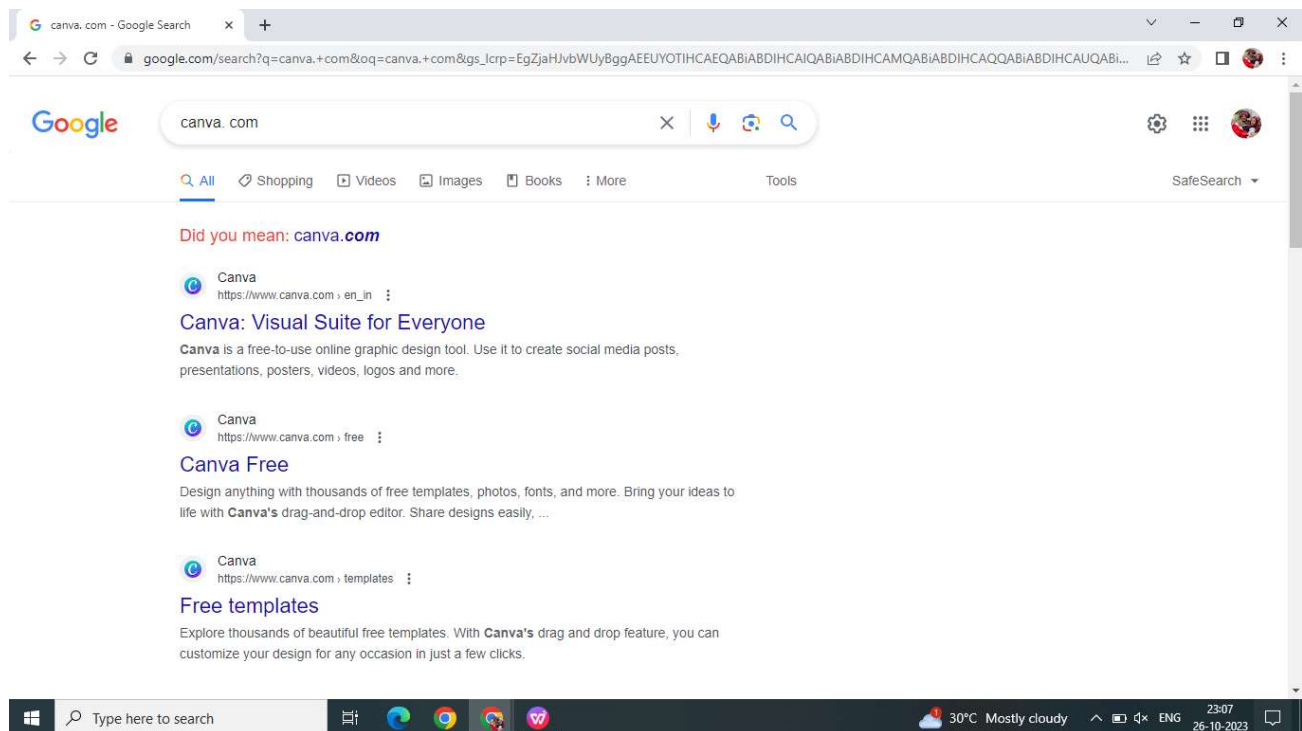 canva. com - Google Search
google.com/search?q=canva.+com&oq=canva.+com&gs_lcrp=EgZjaHJvbWUyBggAEEUYOTIHCAEQABiABDIHCAIQABiABDIHCAMQABiABDIHCAQQABiABDIHCAUQABi...
Google
canva. com
All Shopping Videos Images Books More Tools SafeSearch
Did you mean: canva.com
Canva
https://www.canva.com › en_in
Canva: Visual Suite for Everyone
Canva is a free-to-use online graphic design tool. Use it to create social media posts,
presentations, posters, videos, logos and more.
Canva
https://www.canva.com › free
Canva Free
Design anything with thousands of free templates, photos, fonts, and more. Bring your ideas to
life with Canva's drag-and-drop editor. Share designs easily, ...
Canva
https://www.canva.com › templates
Free templates
Explore thousands of beautiful free templates. With Canva's drag and drop feature, you can
customize your design for any occasion in just a few clicks.
Type here to search
30°C Mostly cloudy ENG
23:07
26-10-2023